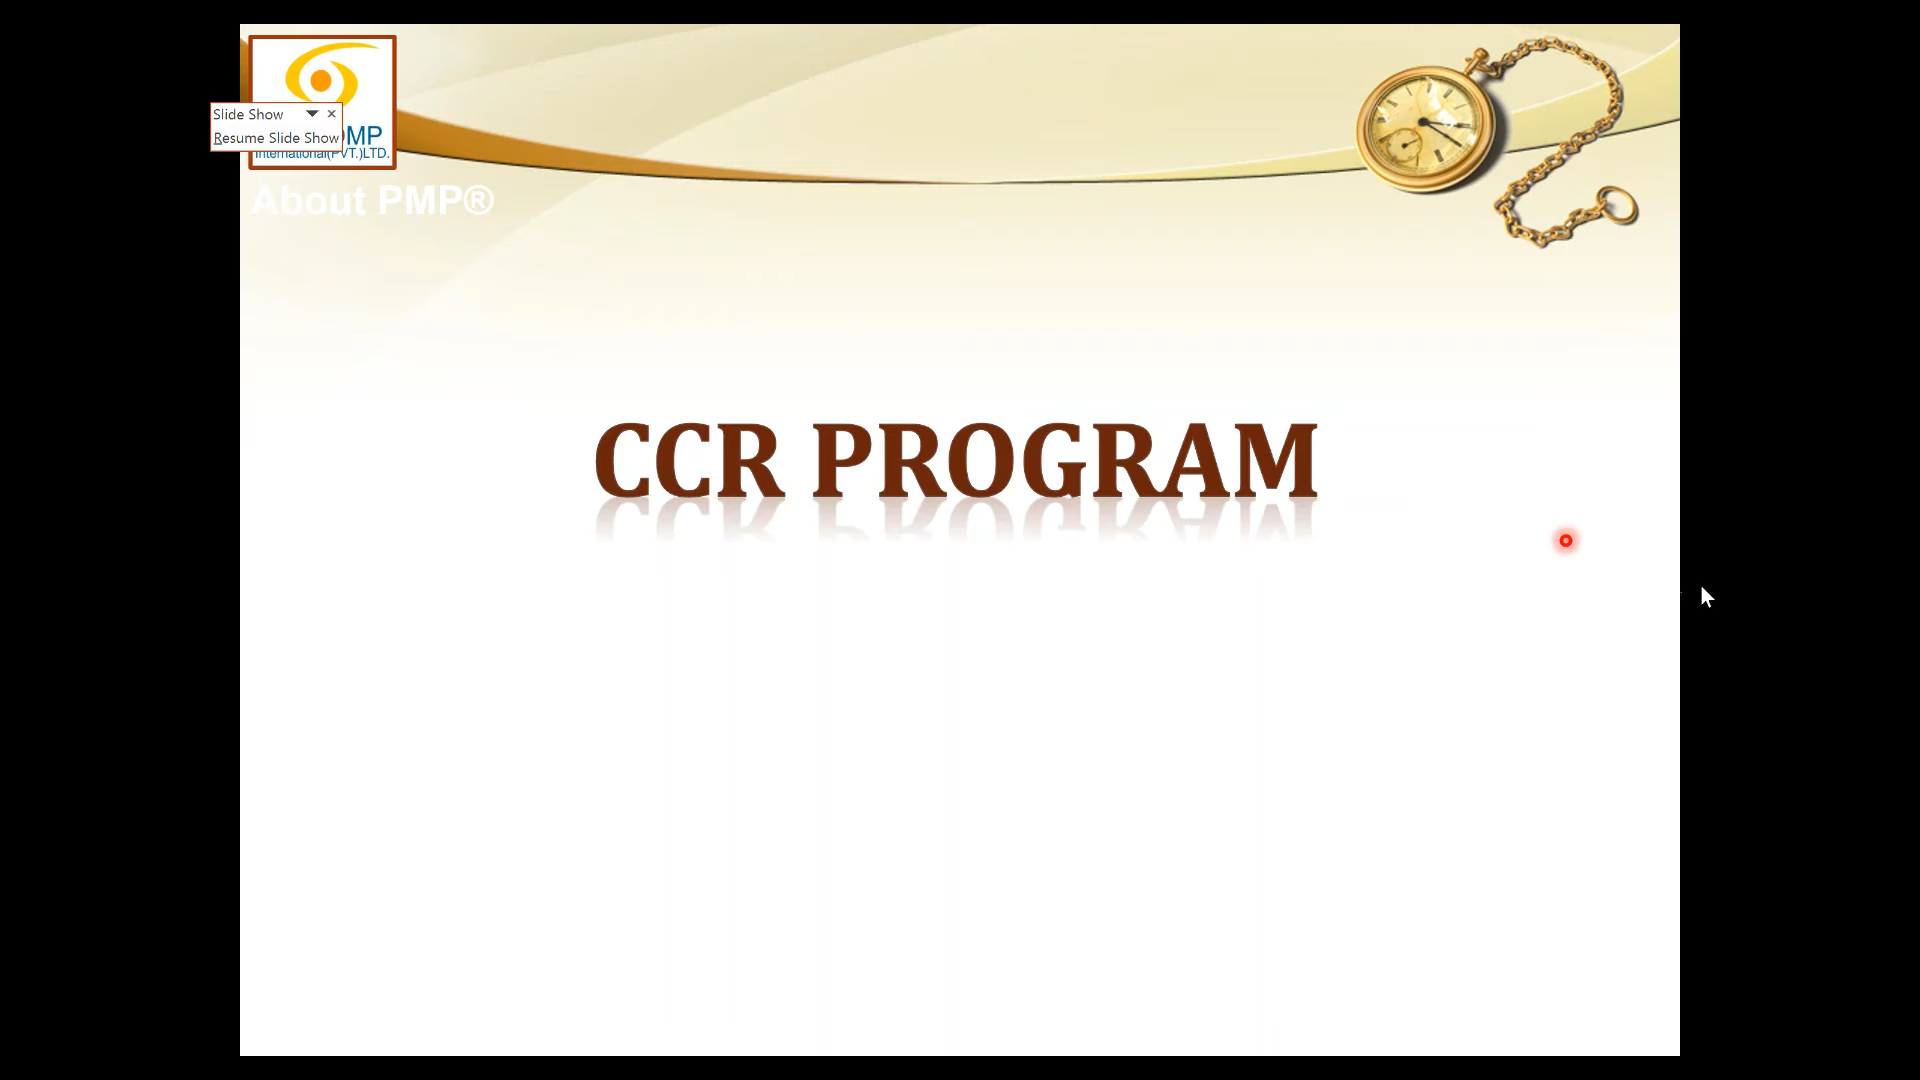 Slide Show
Resume Slide Show
MP
International(PVT.)LTD.
About PMP®
CCR PROGRAM